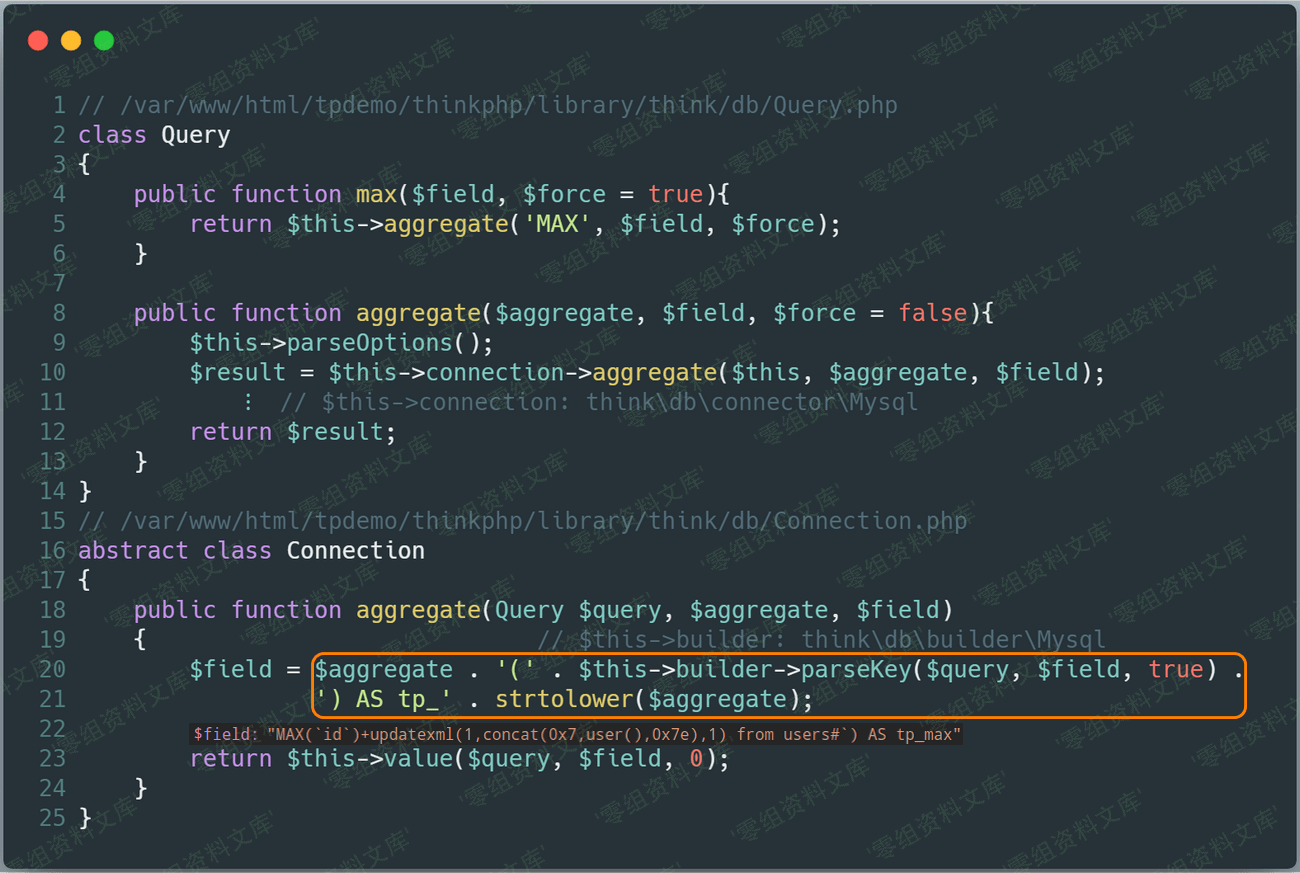 1 // /var/www/html/tpdemo/thinkphp/library/think/db/Query.php
2 class Query
3 {
4     public function max($field, $force = true){
5         return $this->aggregate('MAX', $field, $force);
6     }
7
8     public function aggregate($aggregate, $field, $force = false){
9         $this->parseOptions();
10         $result = $this->connection->aggregate($this, $aggregate, $field);
11             ⋮ // $this->connection: think\db\connector\Mysql
12         return $result;
13     }
14 }
15 // /var/www/html/tpdemo/thinkphp/library/think/db/Connection.php
16 abstract class Connection
17 {
18     public function aggregate(Query $query, $aggregate, $field)
19     {                            // $this->builder: think\db\builder\Mysql
20         $field = $aggregate . '(' . $this->builder->parseKey($query, $field, true) .
21                  ') AS tp_' . strtolower($aggregate);
22         $field: "MAX(`id`)+updatexml(1,concat(0x7,user(),0x7e),1) from users#`) AS tp_max"
23         return $this->value($query, $field, 0);
24     }
25 }
'零组资料文库'